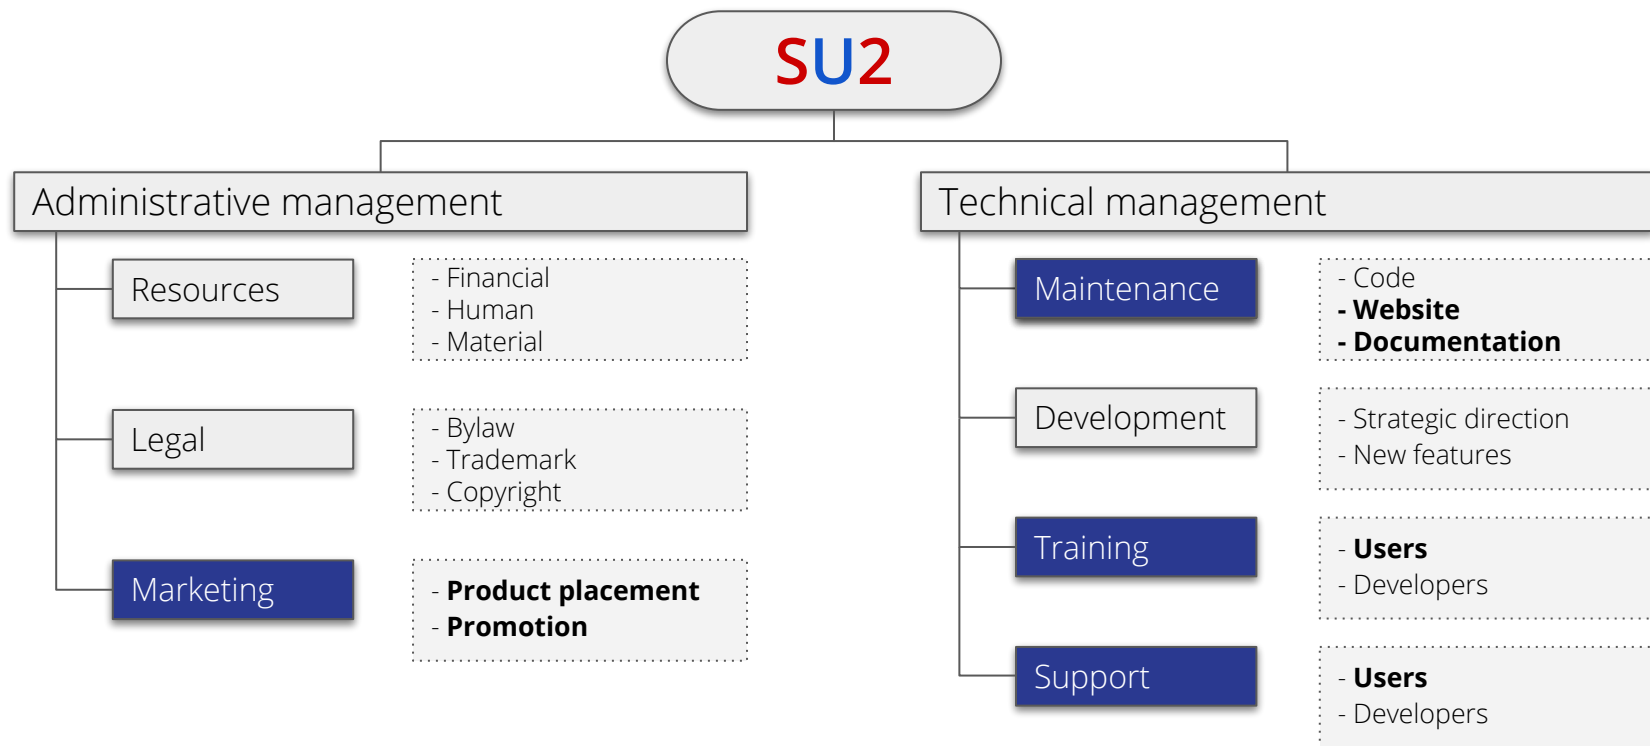 SU2
Administrative management
Resources
- Financial
- Human
- Material
Legal
- Bylaw
- Trademark
- Copyright
Marketing
- Product placement
- Promotion
Technical management
Maintenance
- Code
- Website
- Documentation
Development
- Strategic direction
- New features
Training
- Users
- Developers
Support
- Users
- Developers